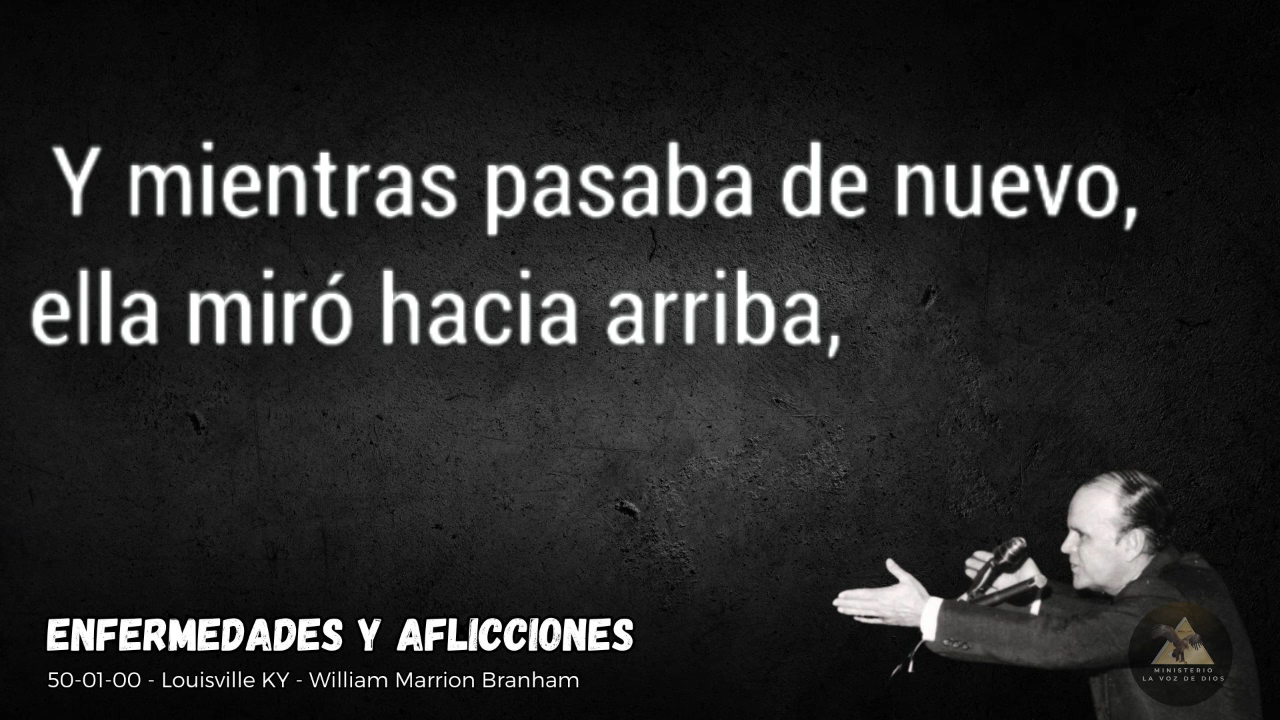 Y mientras pasaba de nuevo,
ella miró hacia arriba,
ENFERMEDADES Y AFLICCIONES
50-01-00 - Louisville KY - William Marrion Branham
MINISTERIO
LA VOZ DE DIOS